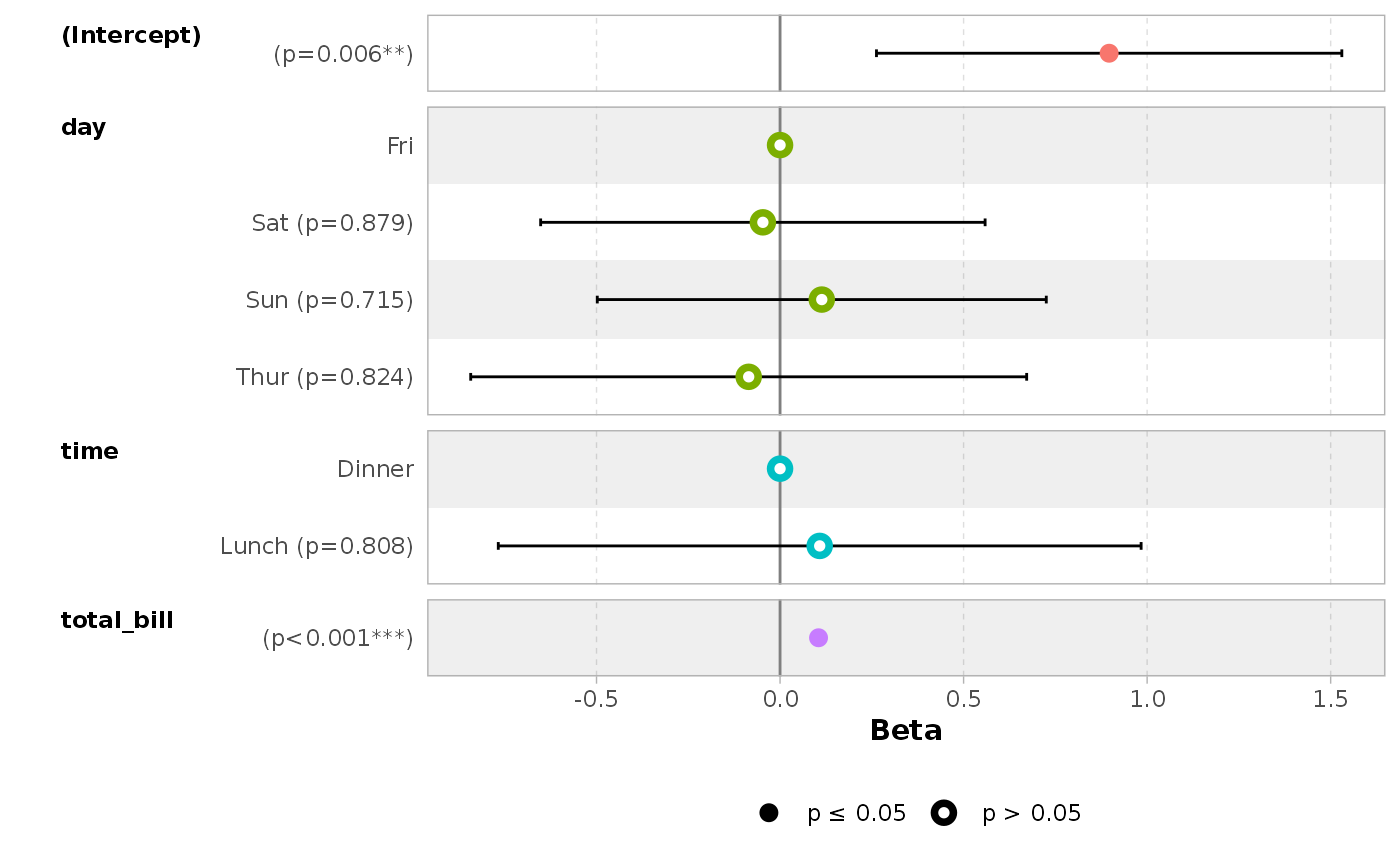 (Intercept)
(p=0.006**)
day
Fri
Sat (p=0.879)
Sun (p=0.715)
Thur (p=0.824)
time
Dinner
Lunch (p=0.808)
total_bill
(p<0.001***)
-0.5 0.0 0.5 1.0 1.5
Beta
p ≤ 0.05 p > 0.05